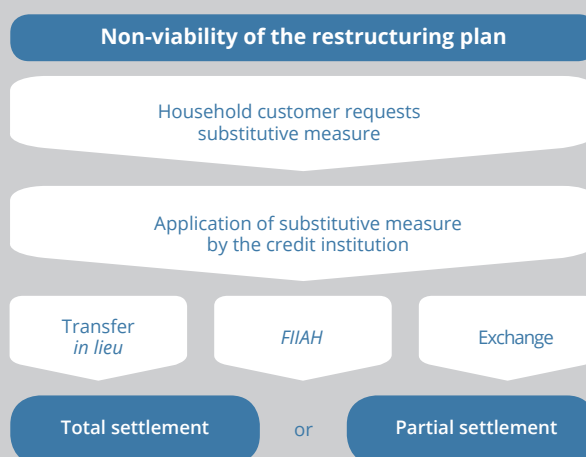 Non-viability of the restructuring plan
Household customer requests
substitutive measure
Application of substitutive measure
by the credit institution
Transfer
in lieu
FIIAH
Exchange
Total settlement
or
Partial settlement